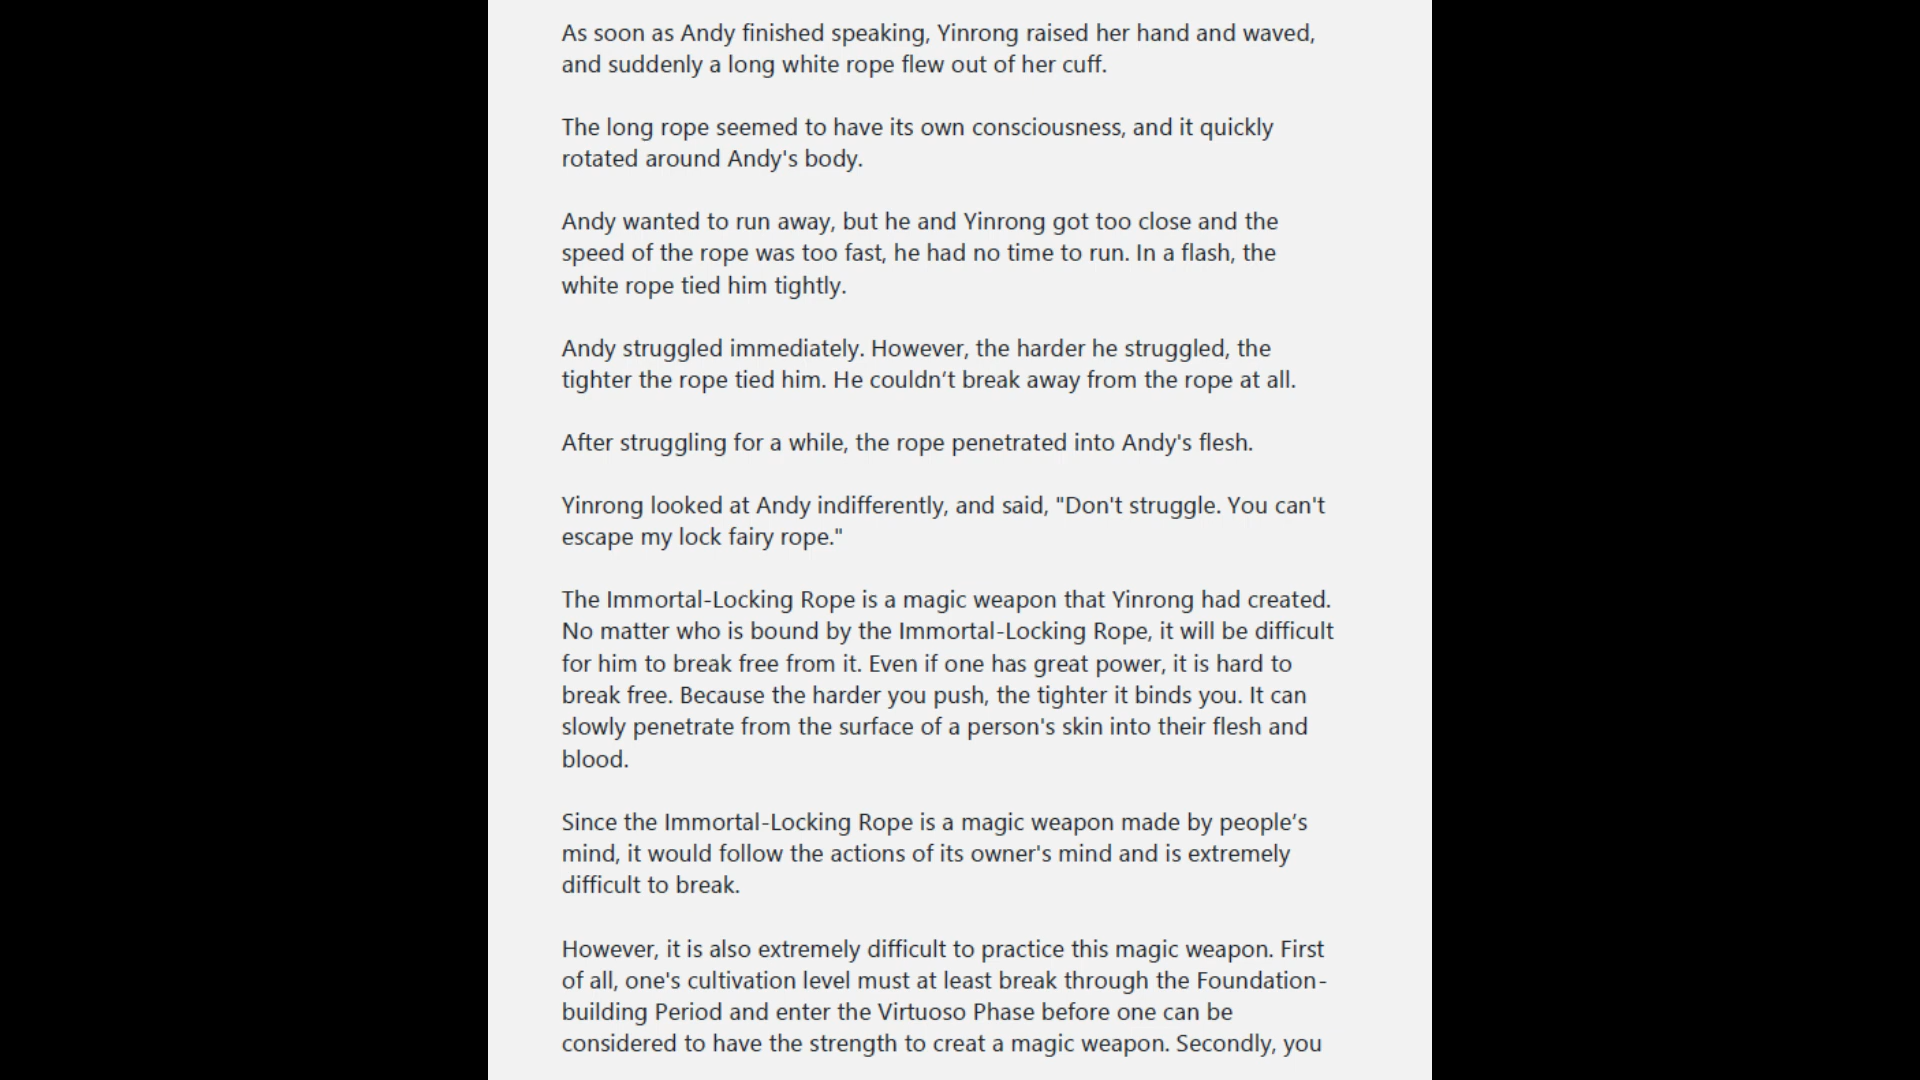 As soon as Andy finished speaking, Yinrong raised her hand and waved,
and suddenly a long white rope flew out of her cuff.
The long rope seemed to have its own consciousness, and it quickly
rotated around Andy's body.
Andy wanted to run away, but he and Yinrong got too close and the
speed of the rope was too fast, he had no time to run. In a flash, the
white rope tied him tightly.
Andy struggled immediately. However, the harder he struggled, the
tighter the rope tied him. He couldn’t break away from the rope at all.
After struggling for a while, the rope penetrated into Andy's flesh.
Yinrong looked at Andy indifferently, and said, "Don't struggle. You can't
escape my lock fairy rope."
The Immortal-Locking Rope is a magic weapon that Yinrong had created.
No matter who is bound by the Immortal-Locking Rope, it will be difficult
for him to break free from it. Even if one has great power, it is hard to
break free. Because the harder you push, the tighter it binds you. It can
slowly penetrate from the surface of a person's skin into their flesh and
blood.
Since the Immortal-Locking Rope is a magic weapon made by people‘s
mind, it would follow the actions of its owner's mind and is extremely
difficult to break.
However, it is also extremely difficult to practice this magic weapon. First
of all, one's cultivation level must at least break through the Foundation-
building Period and enter the Virtuoso Phase before one can be
considered to have the strength to creat a magic weapon. Secondly, you